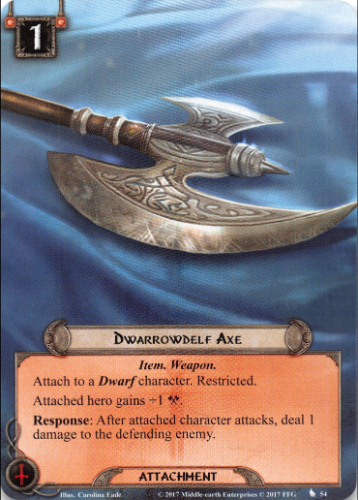 1
DWARROWDELF AXE
Item. Weapon.
Attach to a Dwarf character. Restricted.
Attached hero gains +1 .
Response: After attached character attacks, deal 1
damage to the defending enemy.
ATTACHMENT
Illus. Carolina Eade © 2017 Middle-earth Enterprises © 2017 FFG 54